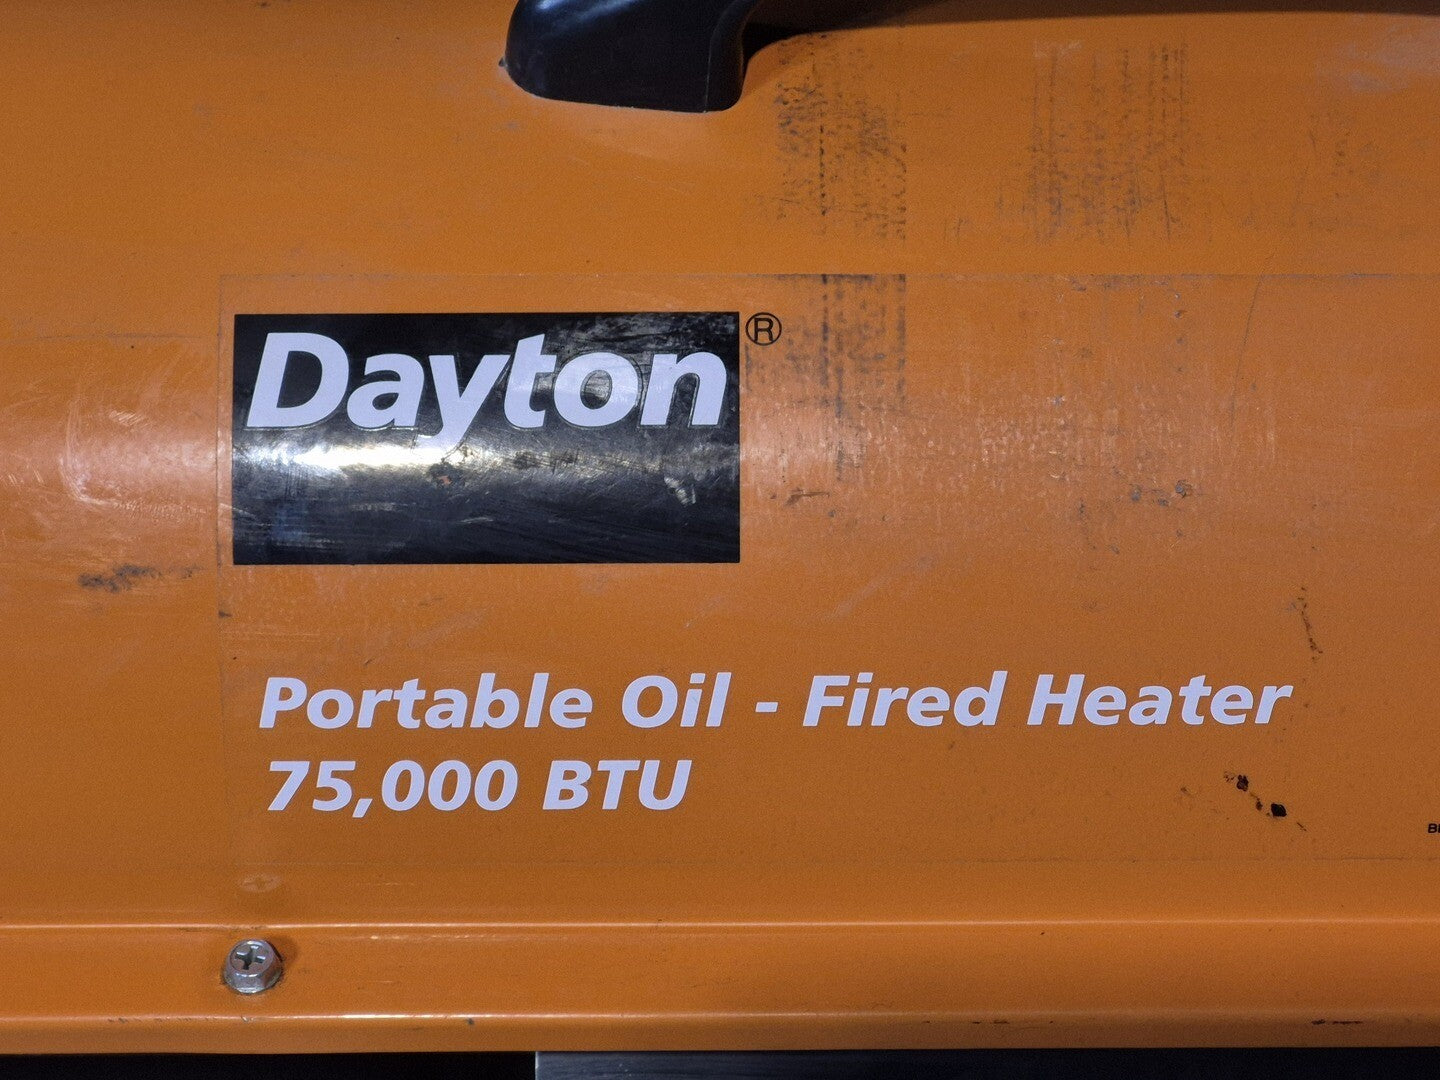 Dayton®
Portable Oil - Fired Heater
75,000 BTU